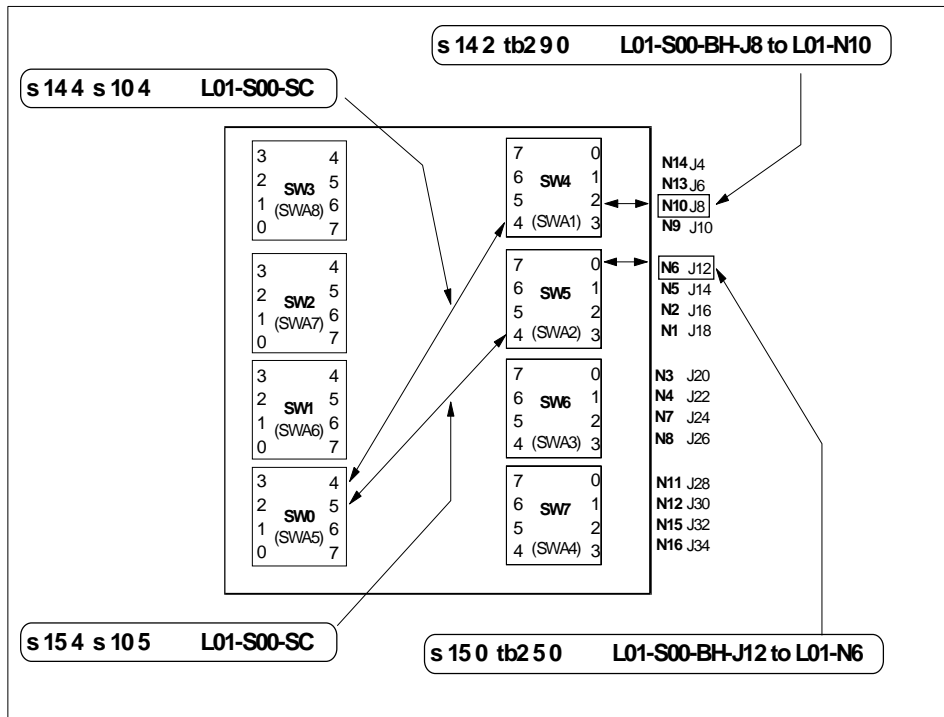 s 14 2 tb2 9 0 L01-S00-BH-J8 to L01-N10
s 14 4 s 10 4 L01-S00-SC
3 4
2 5
1 6
0 7
SW3
(SWA8)
3 4
2 5
1 6
0 7
SW2
(SWA7)
3 4
2 5
1 6
0 7
SW1
(SWA6)
3 4
2 5
1 6
0 7
SW0
(SWA5)
7 0
6 1
5 2
4 (SWA1) 3
SW4
7 0
6 1
5 2
4 (SWA2) 3
SW5
7 0
6 1
5 2
4 (SWA3) 3
SW6
7 0
6 1
5 2
4 (SWA4) 3
SW7
N14 J4
N13 J6
N10 J8
N9 J10
N6 J12
N5 J14
N2 J16
N1 J18
N3 J20
N4 J22
N7 J24
N8 J26
N11 J28
N12 J30
N15 J32
N16 J34
s 15 4 s 10 5 L01-S00-SC
s 15 0 tb2 5 0 L01-S00-BH-J12 to L01-N6